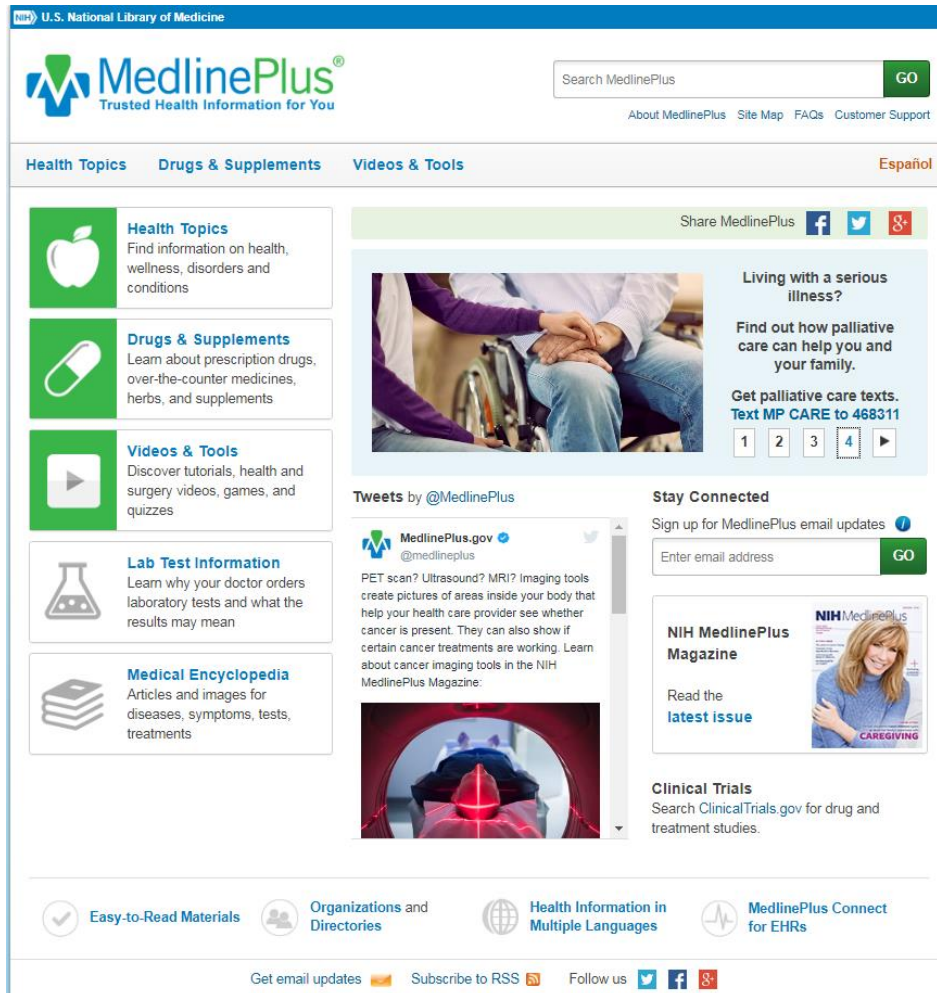 NIH U.S. National Library of Medicine
MedlinePlus®
Trusted Health Information for You
Search MedlinePlus
GO
About MedlinePlus Site Map FAQs Customer Support
Health Topics Drugs & Supplements Videos & Tools
Español
Health Topics
Find information on health,
wellness, disorders and
conditions
Drugs & Supplements
Learn about prescription drugs,
over-the-counter medicines,
herbs, and supplements
Videos & Tools
Discover tutorials, health and
surgery videos, games, and
quizzes
Lab Test Information
Learn why your doctor orders
laboratory tests and what the
results may mean
Medical Encyclopedia
Articles and images for
diseases, symptoms, tests,
treatments
Share MedlinePlus
Living with a serious
illness?
Find out how palliative
care can help you and
your family.
Get palliative care texts.
Text MP CARE to 468311
1 2 3 4
Tweets by @MedlinePlus
MedlinePlus.gov
@medlineplus
PET scan? Ultrasound? MRI? Imaging tools
create pictures of areas inside your body that
help your health care provider see whether
cancer is present. They can also show if
certain cancer treatments are working. Learn
about cancer imaging tools in the NIH
MedlinePlus Magazine:
Stay Connected
Sign up for MedlinePlus email updates
Enter email address
GO
NIH MedlinePlus
Magazine
Read the
latest issue
NIH MedlinePlus
CAREGIVING
Clinical Trials
Search ClinicalTrials.gov for drug and
treatment studies.
Easy-to-Read Materials
Organizations and
Directories
Health Information in
Multiple Languages
MedlinePlus Connect
for EHRs
Get email updates Subscribe to RSS Follow us